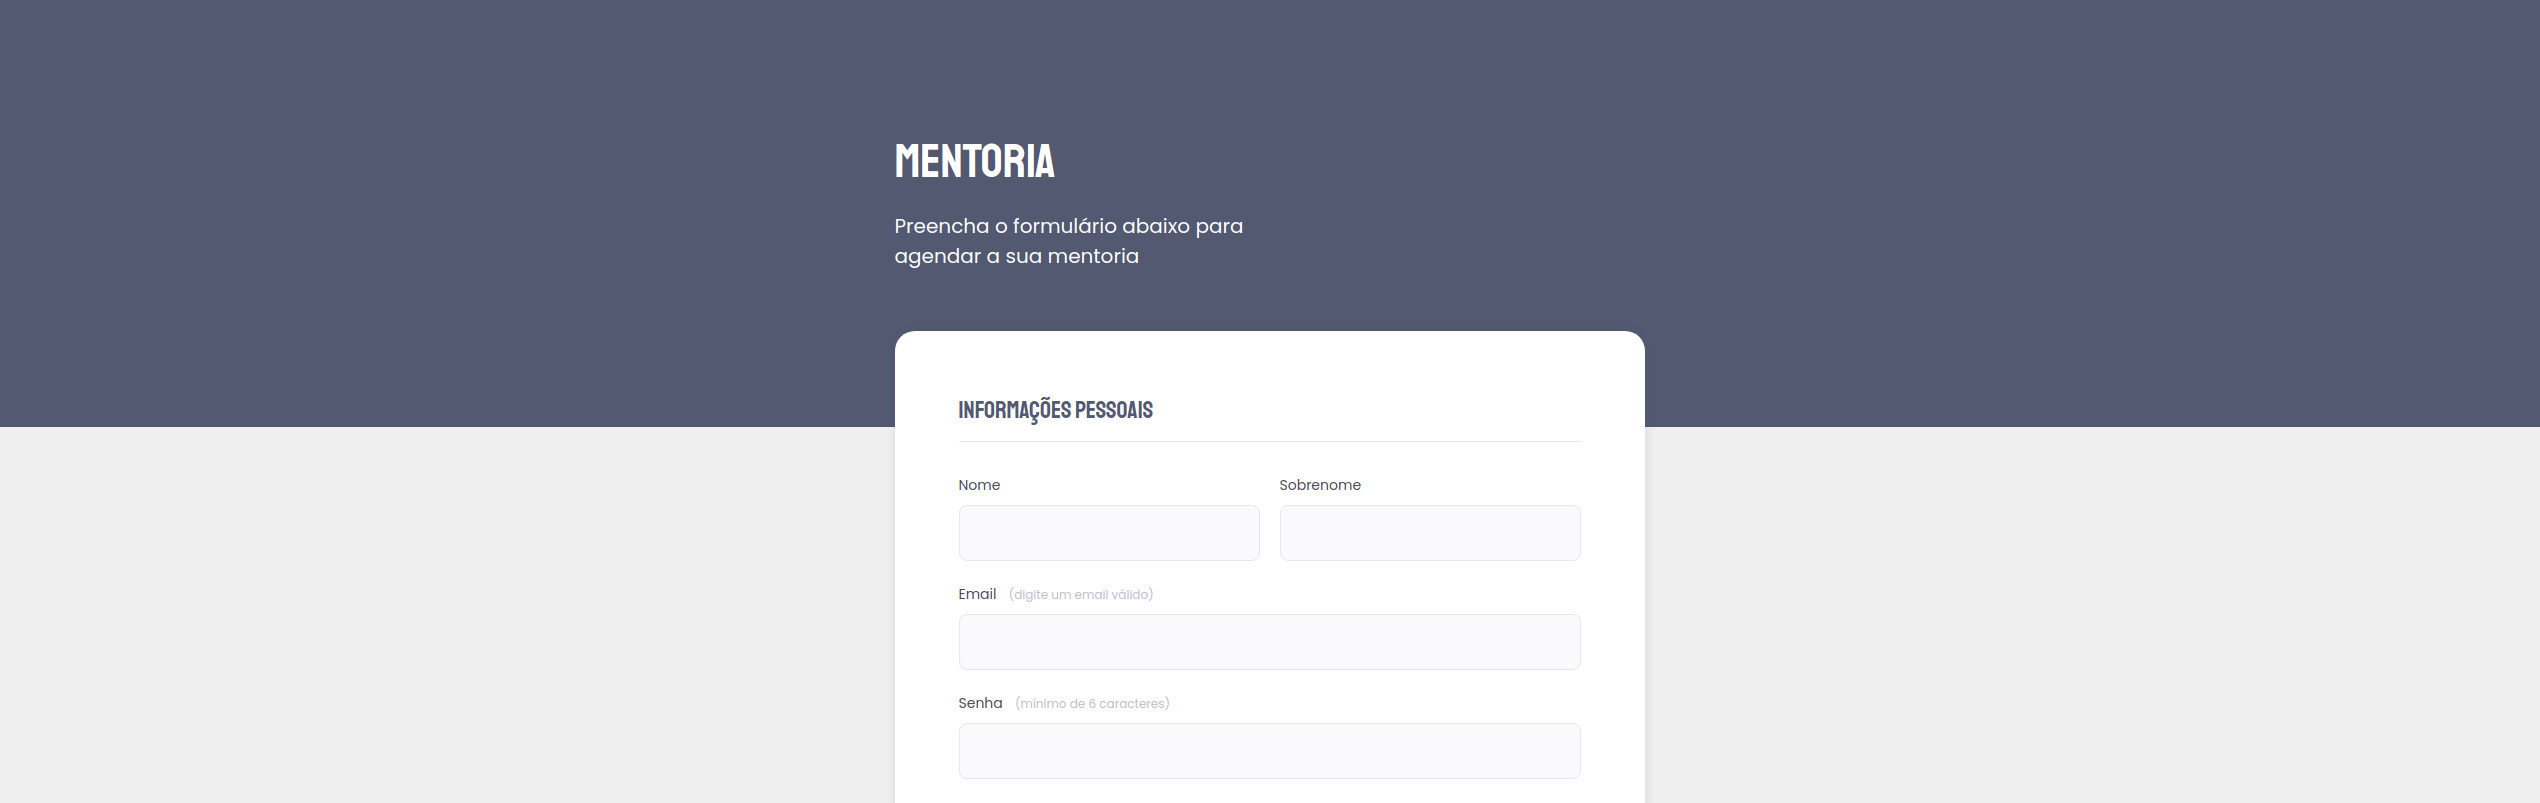 MENTORIA
Preencha o formulário abaixo para
agendar a sua mentoria
INFORMAÇÕES PESSOAIS
Nome
Sobrenome
Email (digite um email válido)
Senha (mínimo de 6 caracteres)